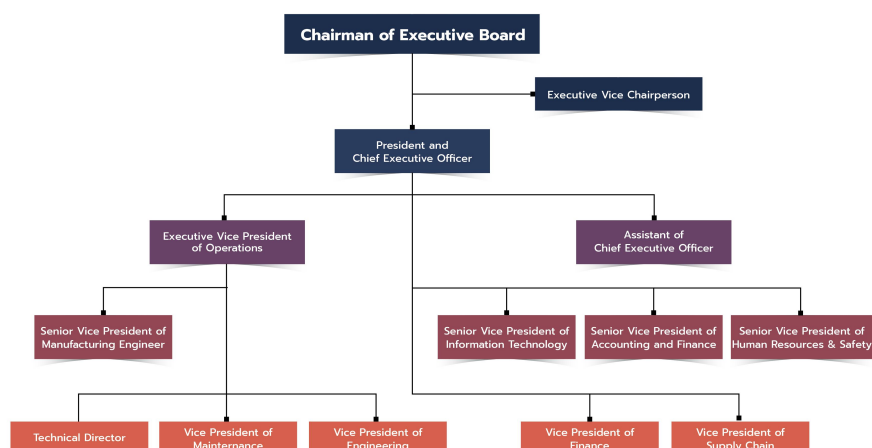 Chairman of Executive Board
Executive Vice Chairperson
President and
Chief Executive Officer
Executive Vice President
of Operations
Assistant of
Chief Executive Officer
Senior Vice President of
Manufacturing Engineer
Senior Vice President of
Information Technology
Senior Vice President of
Accounting and Finance
Senior Vice President of
Human Resources & Safety
Technical Director
Vice President of
Mainternance
Vice President of
Engineering
Vice President of
Finance
Vice President of
Supply Chain